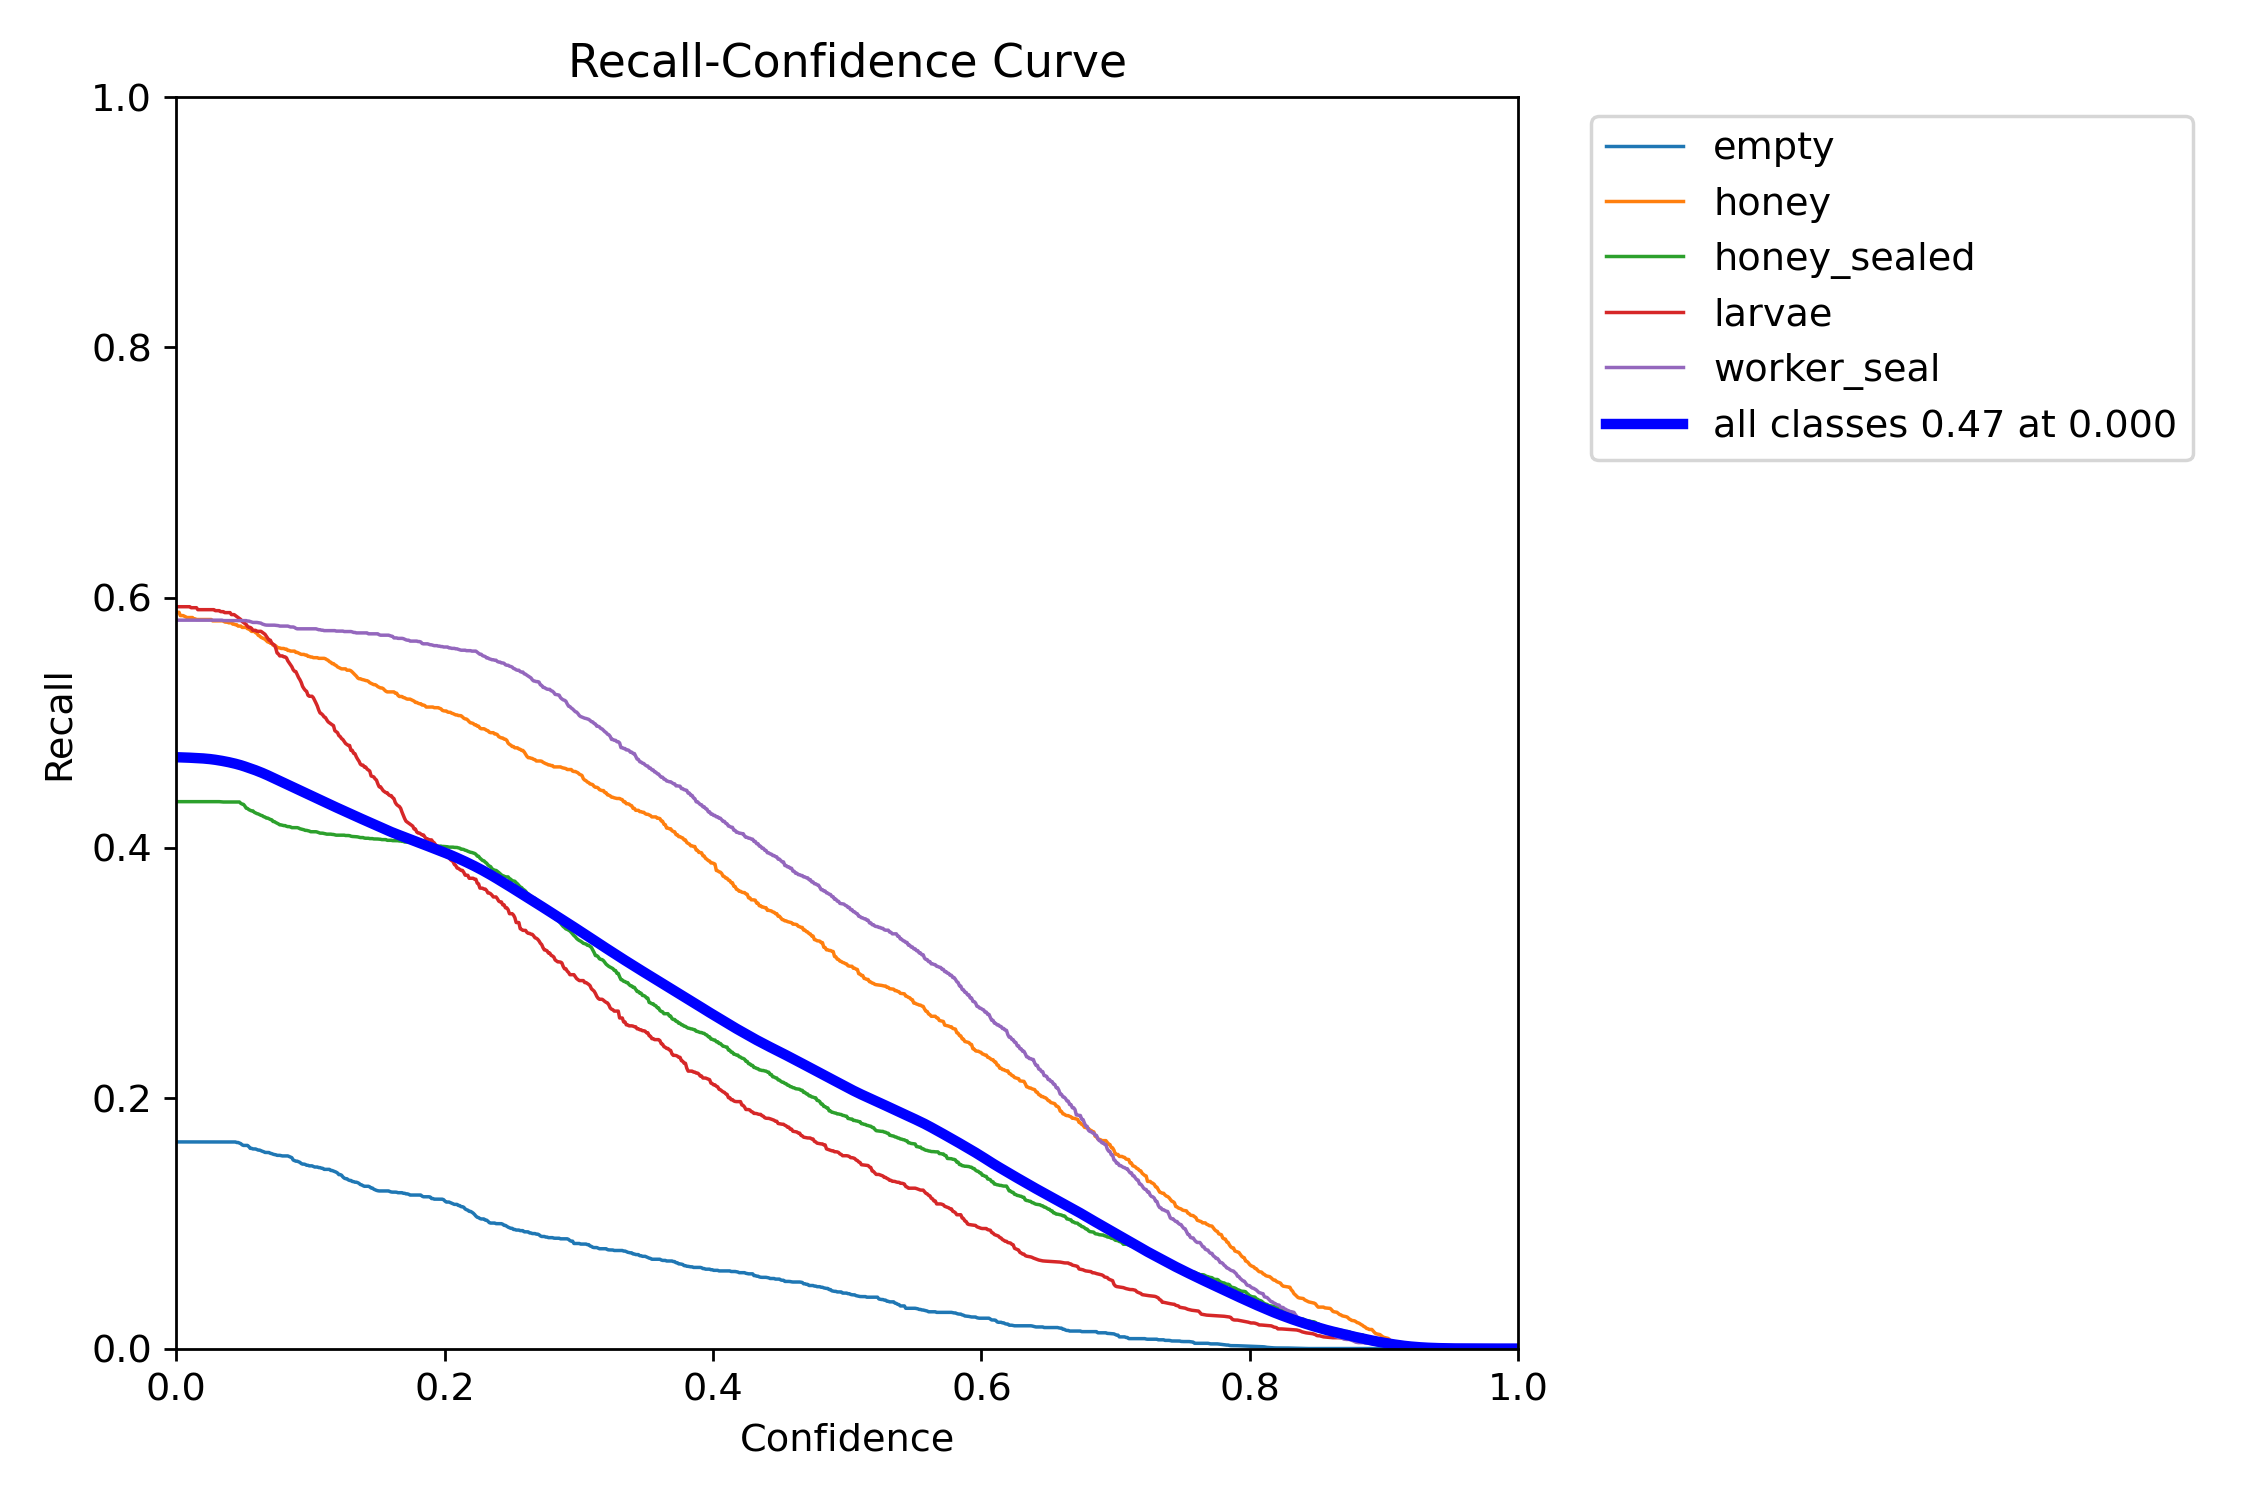 Recall-Confidence Curve
1.0
0.8
0.6
0.4
0.2
0.0
Recall
0.0 0.2 0.4 0.6 0.8 1.0
Confidence
empty
honey
honey_sealed
larvae
worker_seal
all classes 0.47 at 0.000